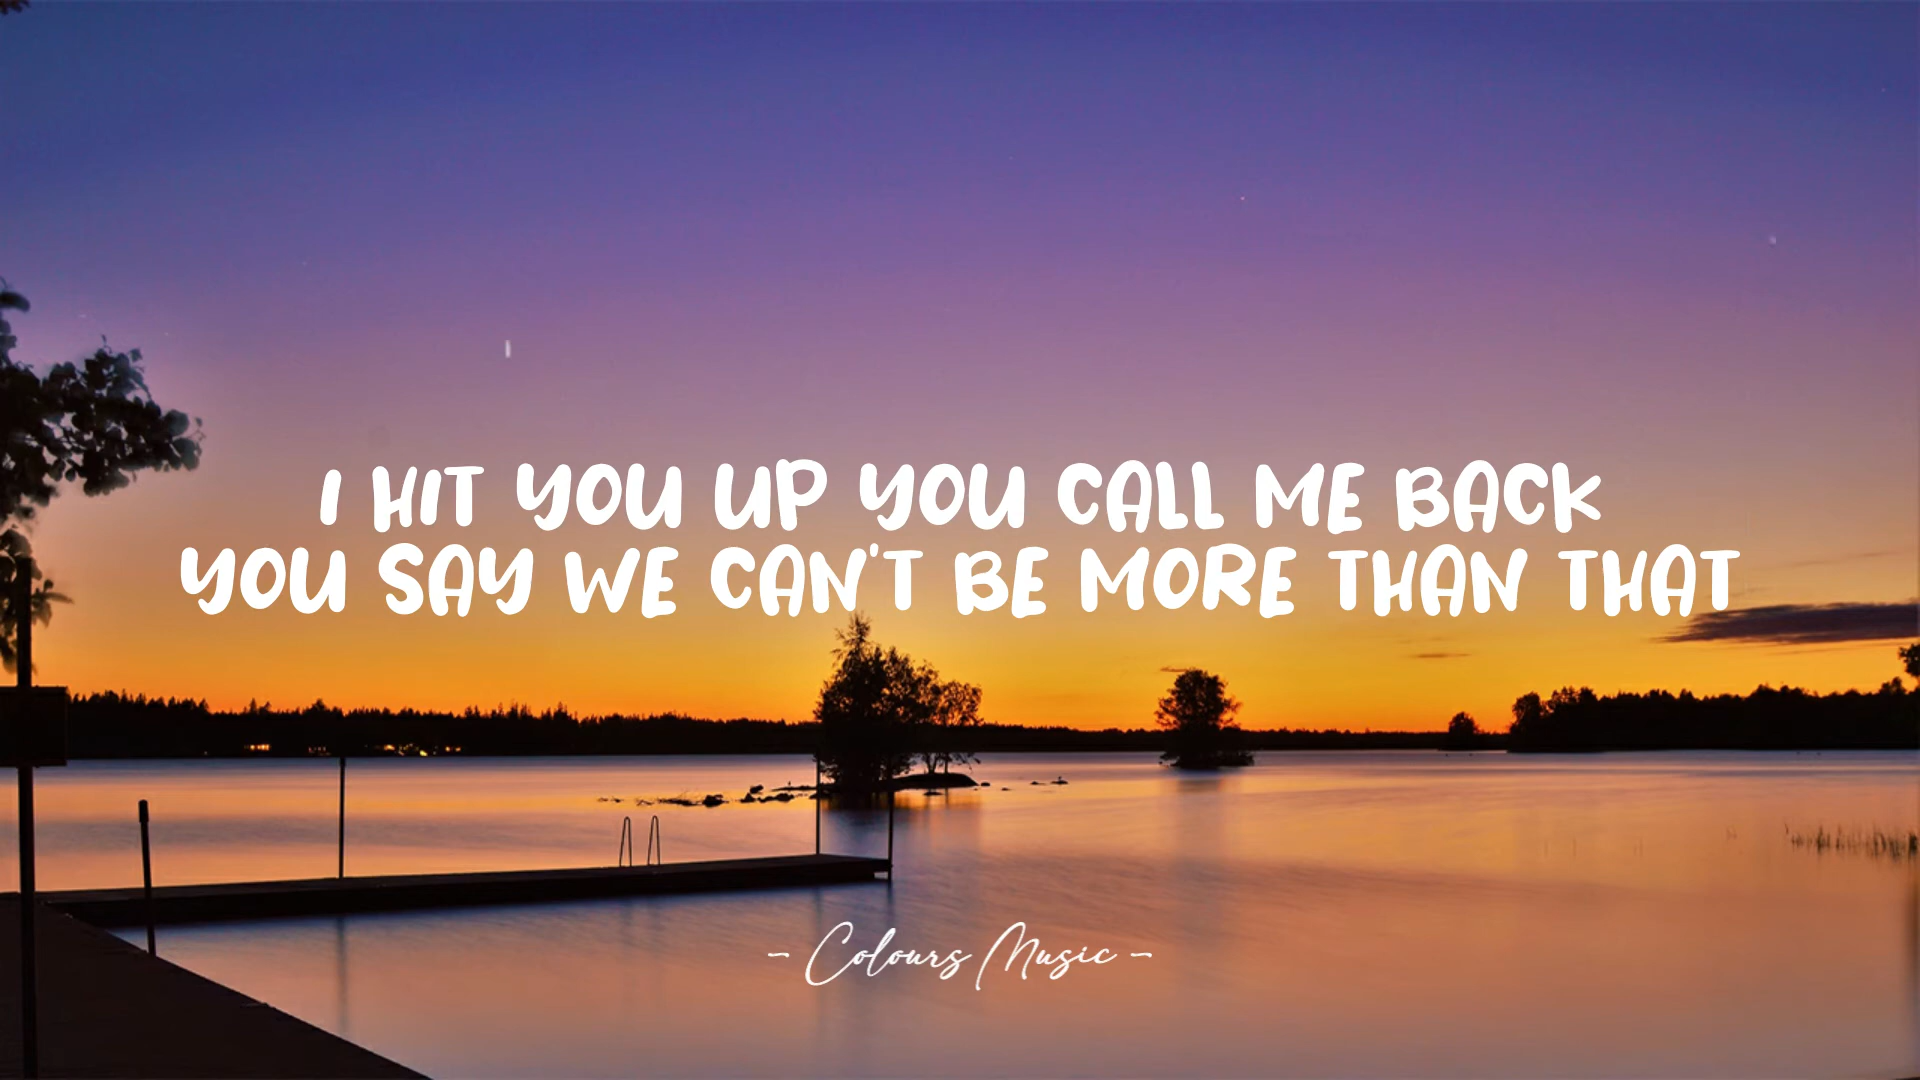 I HIT YOU UP YOU CALL ME BACK
YOU SAY WE CAN'T BE MORE THAN THAT
- Colours Music -